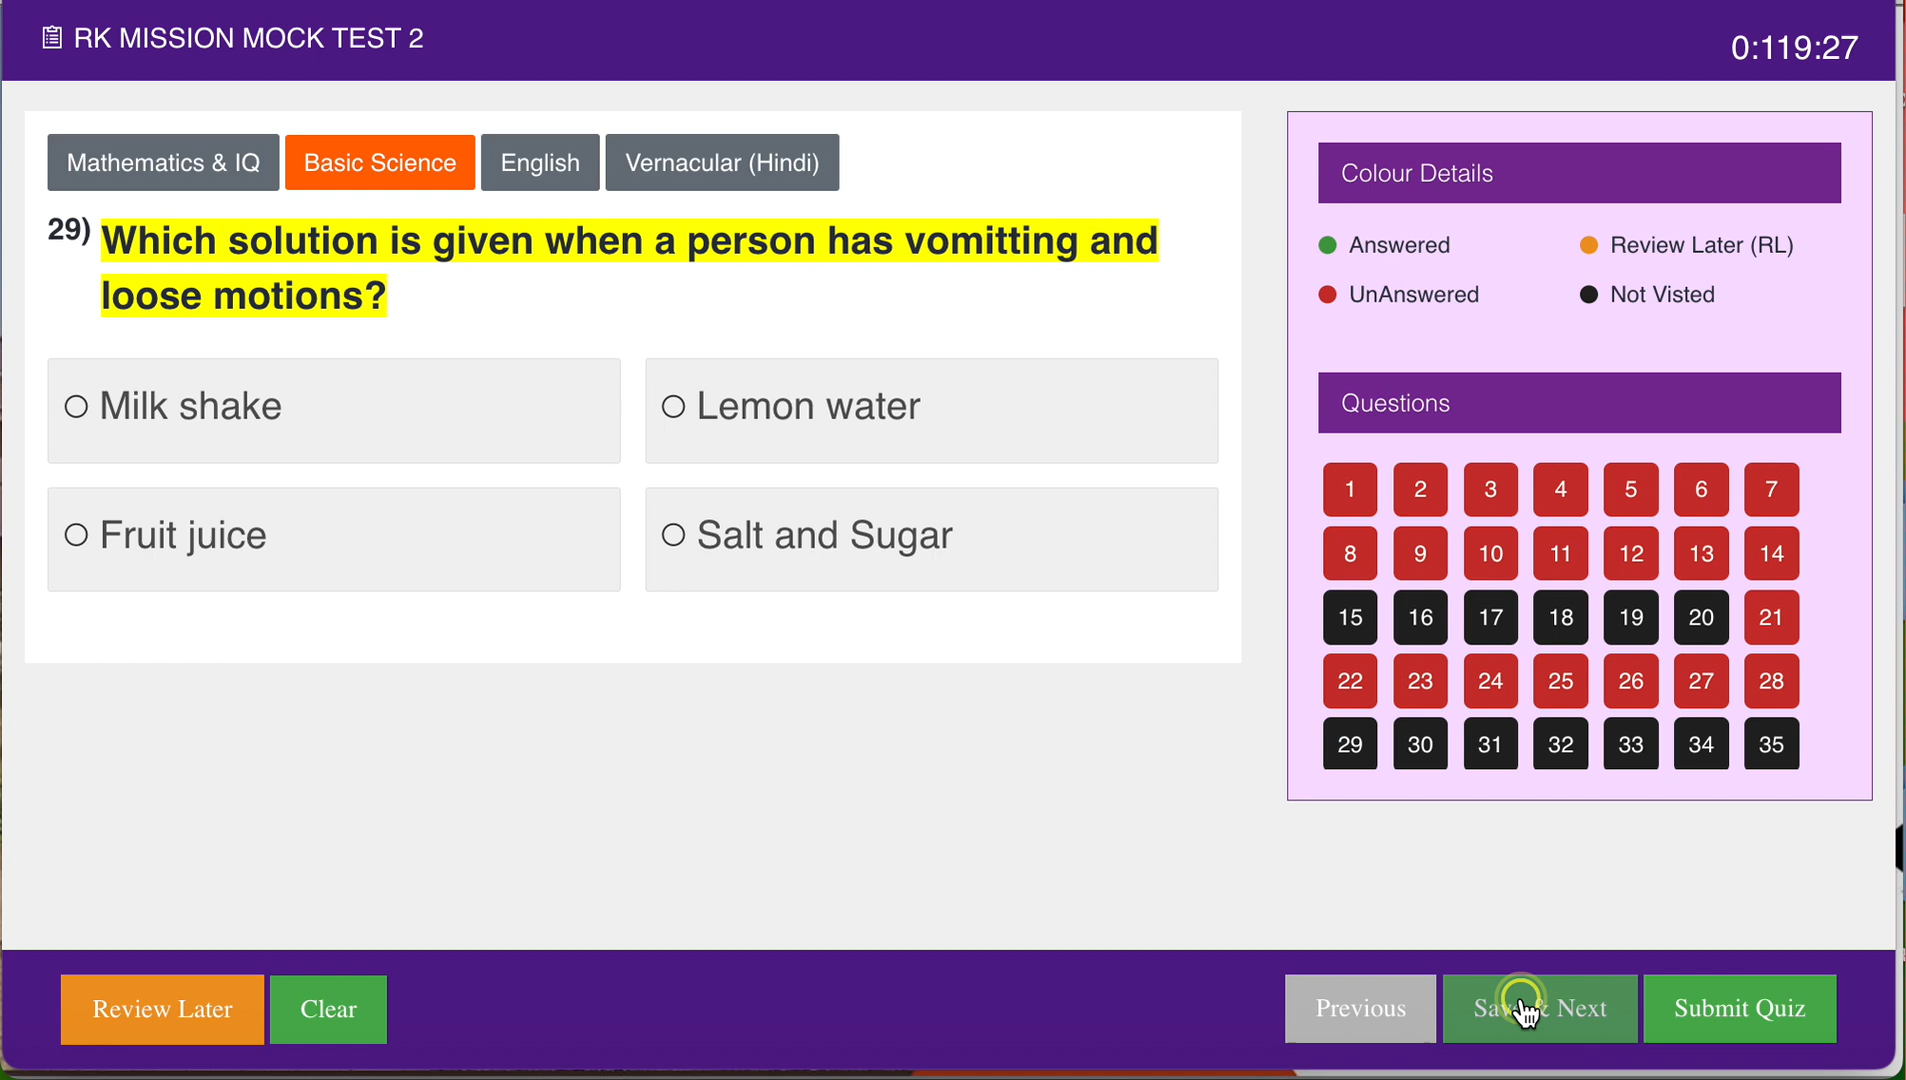 RK MISSION MOCK TEST 2
0:119:27
Mathematics & IQ
Basic Science
English
Vernacular (Hindi)
29) Which solution is given when a person has vomitting and
loose motions?
Milk shake
Lemon water
Fruit juice
Salt and Sugar
Colour Details
Answered
Review Later (RL)
UnAnswered
Not Visted
Questions
1 2 3 4 5 6 7
8 9 10 11 12 13 14
15 16 17 18 19 20 21
22 23 24 25 26 27 28
29 30 31 32 33 34 35
Review Later
Clear
Previous
Save & Next
Submit Quiz